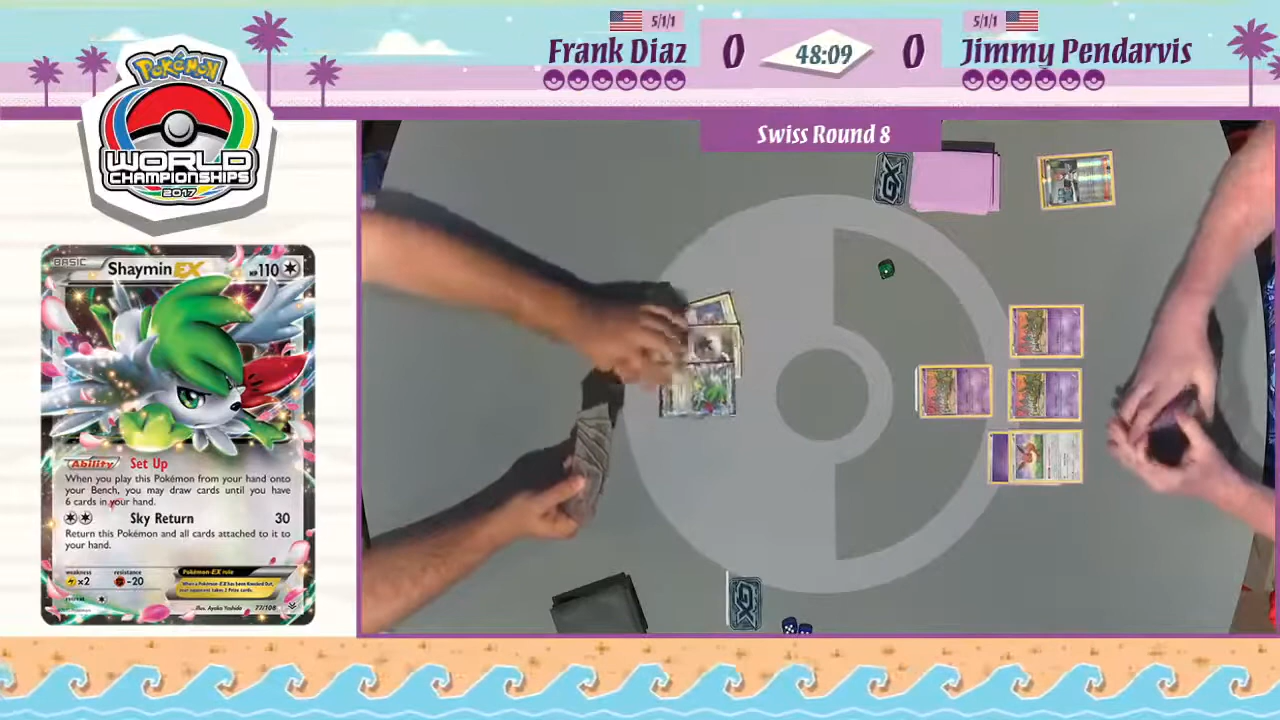 5/1/1
5/1/1
Frank Diaz
0
48:09
0
Jimmy Pendarvis
Swiss Round 8
Pokémon
WORLD
CHAMPIONSHIPS
2017
BASIC
Shaymin EX
HP110
Ability Set Up
When you play this Pokémon from your hand onto
your Bench, you may draw cards until you have
6 cards in your hand.
Sky Return 30
Return this Pokémon and all cards attached to it to
your hand.
weakness
resistance
Pokémon-EX rule
×2
-20
When a Pokémon-EX has been Knocked Out,
your opponent takes 2 Prize cards.
77/108
GX
GX